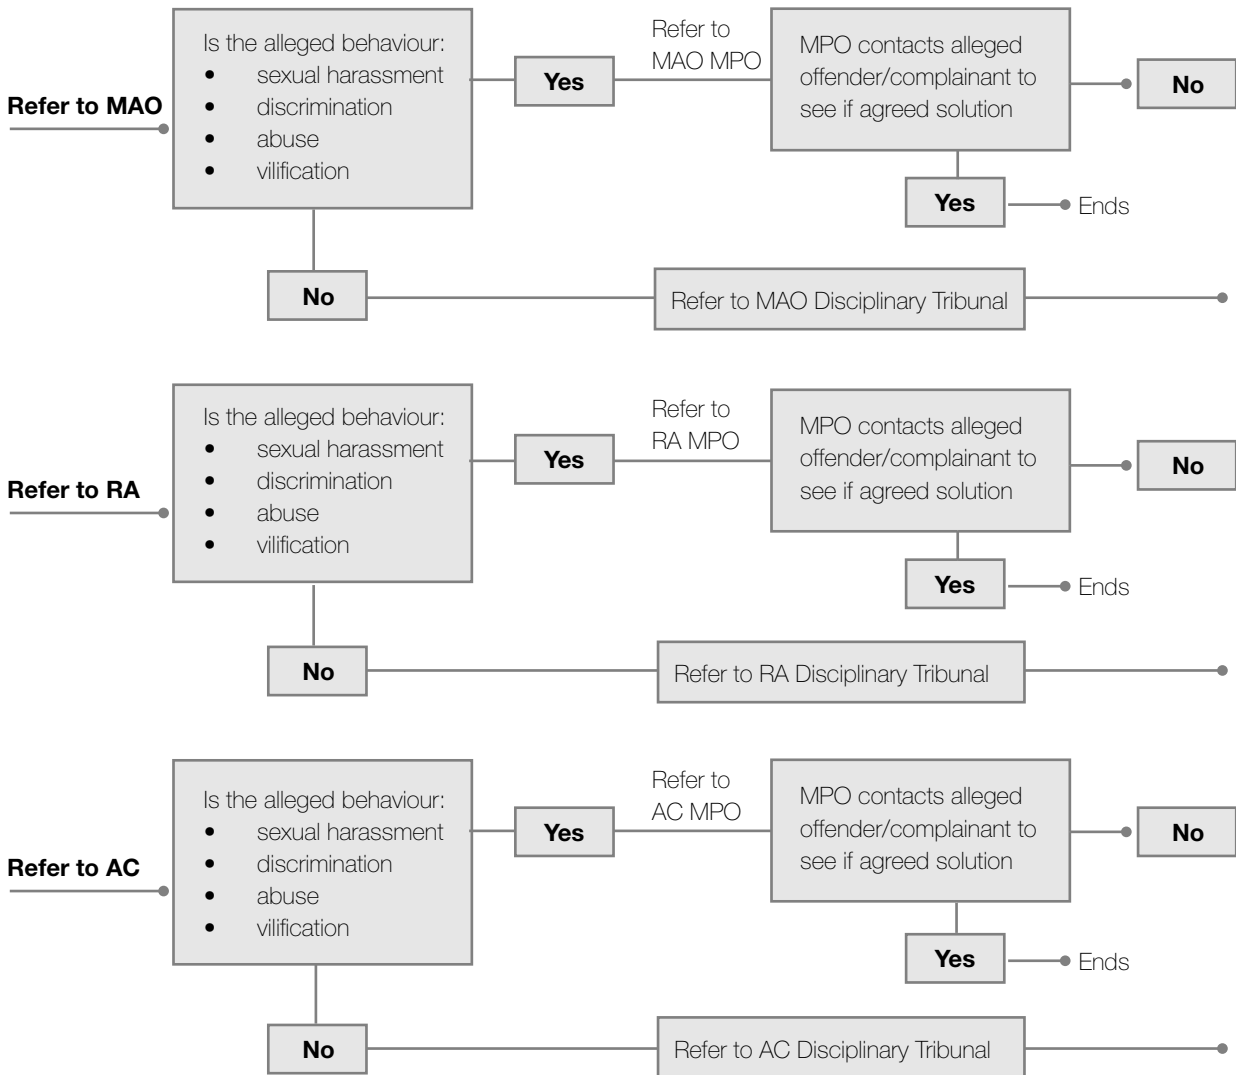 Refer to MAO
Is the alleged behaviour:
• sexual harassment
• discrimination
• abuse
• vilification
Yes
Refer to
MAO MPO
MPO contacts alleged
offender/complainant to
see if agreed solution
No
Yes
Ends
No
Refer to MAO Disciplinary Tribunal
Refer to RA
Is the alleged behaviour:
• sexual harassment
• discrimination
• abuse
• vilification
Yes
Refer to
RA MPO
MPO contacts alleged
offender/complainant to
see if agreed solution
No
Yes
Ends
No
Refer to RA Disciplinary Tribunal
Refer to AC
Is the alleged behaviour:
• sexual harassment
• discrimination
• abuse
• vilification
Yes
Refer to
AC MPO
MPO contacts alleged
offender/complainant to
see if agreed solution
No
Yes
Ends
No
Refer to AC Disciplinary Tribunal